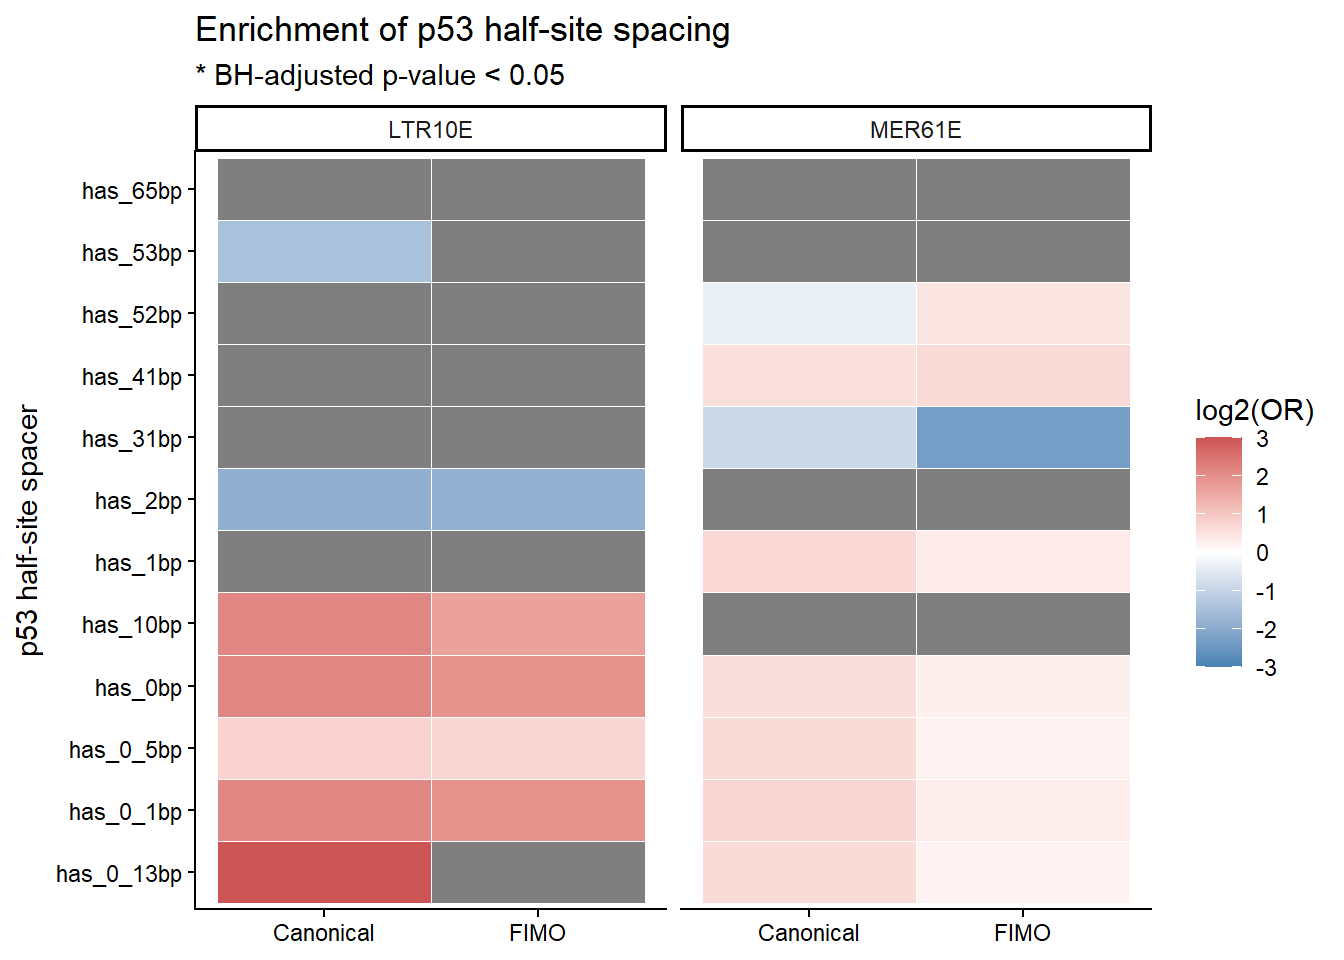 Enrichment of p53 half-site spacing
* BH-adjusted p-value < 0.05
LTR10E
MER61E
has_65bp
has_53bp
has_52bp
has_41bp
has_31bp
has_2bp
has_1bp
has_10bp
has_0bp
has_0_5bp
has_0_1bp
has_0_13bp
p53 half-site spacer
Canonical
FIMO
Canonical
FIMO
log2(OR)
3
2
1
0
-1
-2
-3